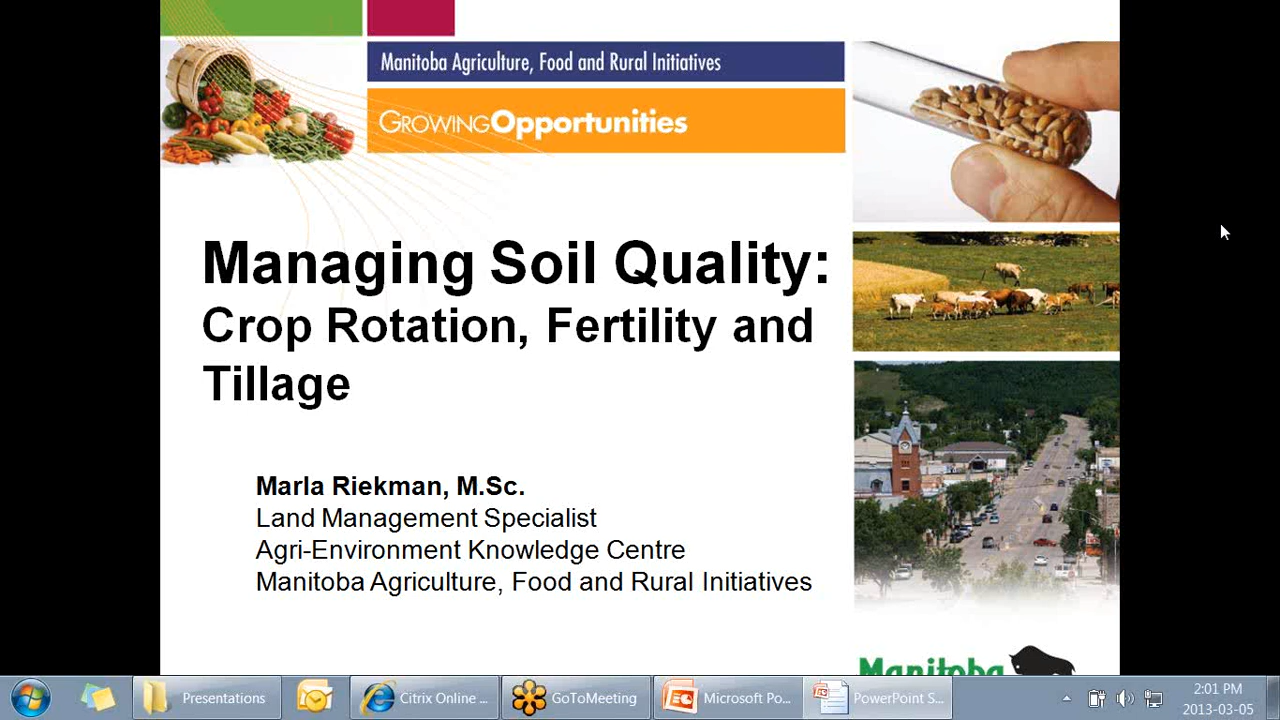 Manitoba Agriculture, Food and Rural Initiatives
GROWINGOpportunities
Managing Soil Quality:
Crop Rotation, Fertility and
Tillage
Marla Riekman, M.Sc.
Land Management Specialist
Agri-Environment Knowledge Centre
Manitoba Agriculture, Food and Rural Initiatives
Manitoba
Presentations
Citrix Online ...
GoToMeeting
Microsoft Po...
PowerPoint S...
2:01 PM
2013-03-05